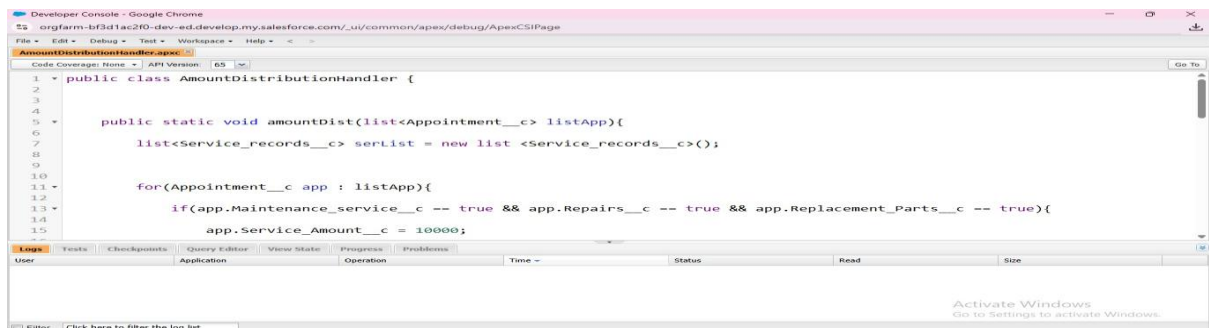 Developer Console - Google Chrome
orgfarm-bf3d1ac2f0-dev-ed.develop.my.salesforce.com/_ui/common/apex/debug/ApexCSIPage
File Edit Debug Test Workspace Help < >
AmountDistributionHandler.apxc
Code Coverage: None API Version: 65 Go To
1 public class AmountDistributionHandler {
2
3
4
5 public static void amountDist(list<Appointment__c> listApp){
6
7 list<Service_records__c> serList = new list <Service_records__c>();
8
9
10
11 for(Appointment__c app : listApp){
12
13 if(app.Maintenance_service__c == true && app.Repairs__c == true && app.Replacement_Parts__c == true){
14
15 app.Service_Amount__c = 10000;
Logs Tests Checkpoints Query Editor View State Progress Problems
User Application Operation Time Status Read Size
Activate Windows
Go to Settings to activate Windows.
Filter Click here to filter the log list